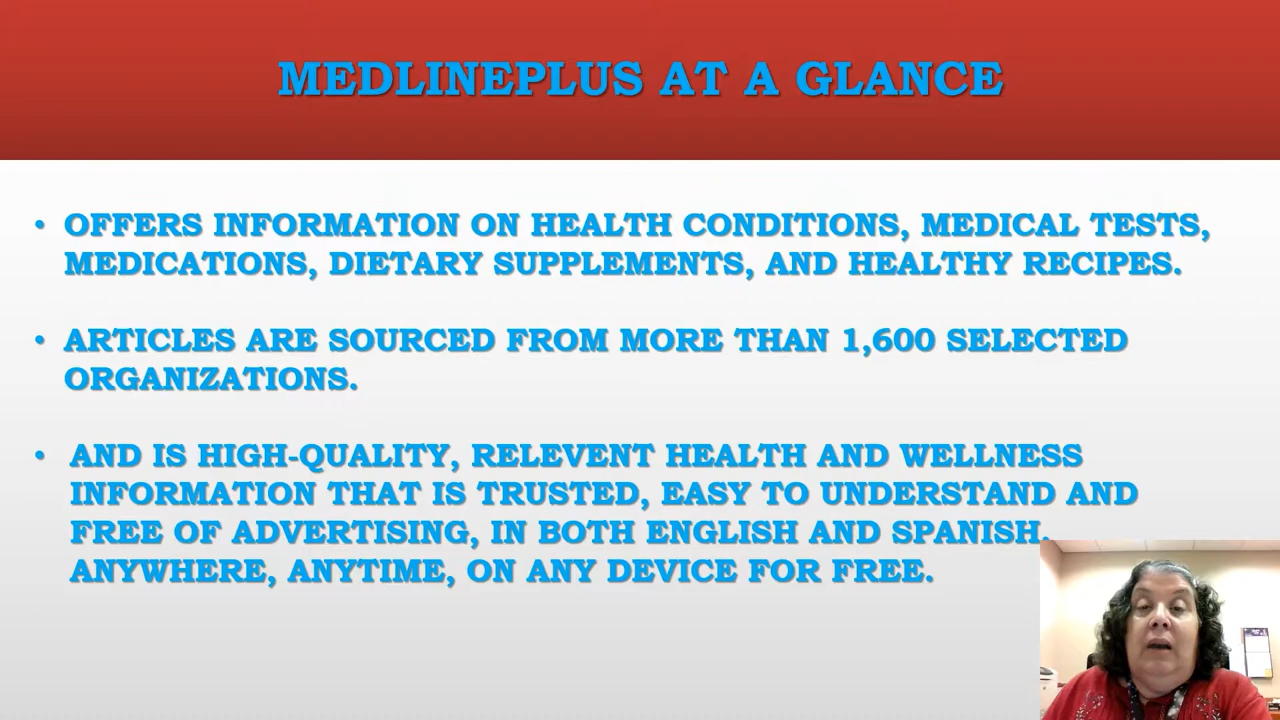 MEDLINEPLUS AT A GLANCE
• OFFERS INFORMATION ON HEALTH CONDITIONS, MEDICAL TESTS,
MEDICATIONS, DIETARY SUPPLEMENTS, AND HEALTHY RECIPES.
• ARTICLES ARE SOURCED FROM MORE THAN 1,600 SELECTED
ORGANIZATIONS.
• AND IS HIGH-QUALITY, RELEVENT HEALTH AND WELLNESS
INFORMATION THAT IS TRUSTED, EASY TO UNDERSTAND AND
FREE OF ADVERTISING, IN BOTH ENGLISH AND SPANISH,
ANYWHERE, ANYTIME, ON ANY DEVICE FOR FREE.